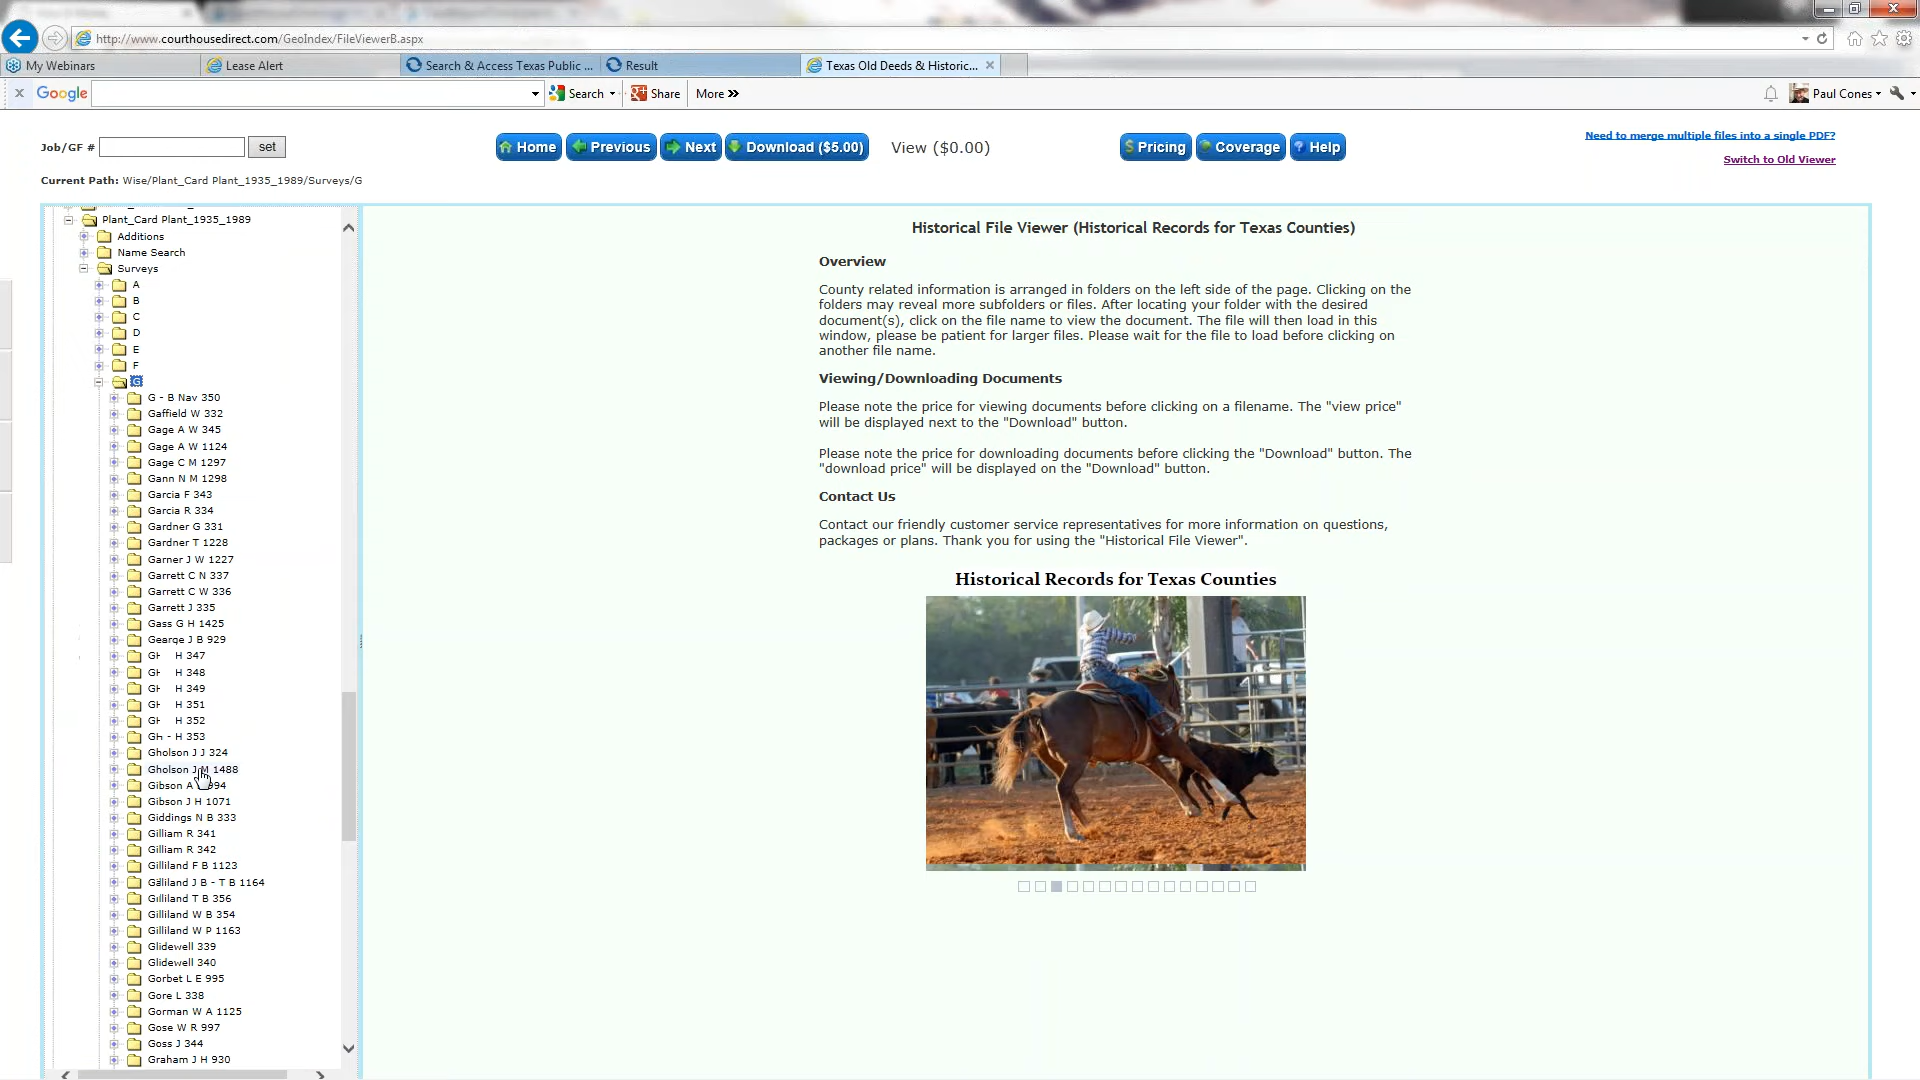 http://www.courthousedirect.com/GeoIndex/FileViewerB.aspx
My Webinars
Lease Alert
Search & Access Texas Public ...
Result
Texas Old Deeds & Historic...
Google
Search
Share
More »
Paul Cones
Job/GF #
set
Home
Previous
Next
Download ($5.00)
View ($0.00)
Pricing
Coverage
Help
Need to merge multiple files into a single PDF?
Switch to Old Viewer
Current Path: Wise/Plant_Card Plant_1935_1989/Surveys/G
Plant_Card Plant_1935_1989
Additions
Name Search
Surveys
A
B
C
D
E
F
G
G - B Nav 350
Gaffield W 332
Gage A W 345
Gage A W 1124
Gage C M 1297
Gann N M 1298
Garcia F 343
Garcia R 334
Gardner G 331
Gardner T 1228
Garner J W 1227
Garrett C N 337
Garrett C W 336
Garrett J 335
Gass G H 1425
Gearge J B 929
H 347
H 348
H 349
H 351
H 352
- H 353
Gholson J J 324
Gholson J M 1488
Gibson A
Gibson J H 1071
Giddings N B 333
Gilliam R 341
Gilliam R 342
Gilliland F B 1123
Gilliland J B - T B 1164
Gilliland T B 356
Gilliland W B 354
Gilliland W P 1163
Glidewell 339
Glidewell 340
Gorbet L E 995
Gore L 338
Gorman W A 1125
Gose W R 997
Goss J 344
Graham J H 930
Historical File Viewer (Historical Records for Texas Counties)
Overview
County related information is arranged in folders on the left side of the page. Clicking on the
folders may reveal more subfolders or files. After locating your folder with the desired
document(s), click on the file name to view the document. The file will then load in this
window, please be patient for larger files. Please wait for the file to load before clicking on
another file name.
Viewing/Downloading Documents
Please note the price for viewing documents before clicking on a filename. The "view price"
will be displayed next to the "Download" button.
Please note the price for downloading documents before clicking the "Download" button. The
"download price" will be displayed on the "Download" button.
Contact Us
Contact our friendly customer service representatives for more information on questions,
packages or plans. Thank you for using the "Historical File Viewer".
Historical Records for Texas Counties